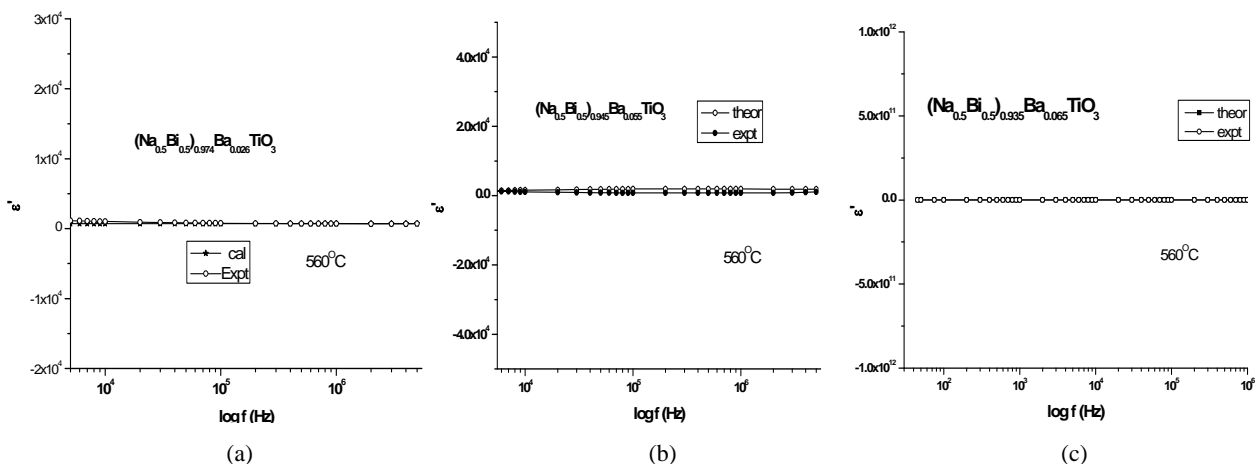 3x10⁴
2x10⁴
1x10⁴
0
-1x10⁴
-2x10⁴
ε'
(Na₀.₅Bi₀.₅)₀.₉₇₄Ba₀.₀₂₆TiO₃
cal
Expt
560°C
10⁴
10⁵
10⁶
log f (Hz)
(a)
4.0x10⁴
2.0x10⁴
0.0
-2.0x10⁴
-4.0x10⁴
ε'
(Na₀.₅Bi₀.₅)₀.₉₄₅Ba₀.₀₅₅TiO₃
theor
expt
560°C
10⁴
10⁵
10⁶
log f (Hz)
(b)
1.0x10¹²
5.0x10¹¹
0.0
-5.0x10¹¹
-1.0x10¹²
ε'
(Na₀.₅Bi₀.₅)₀.₉₃₅Ba₀.₀₆₅TiO₃
theor
expt
560°C
10²
10³
10⁴
10⁵
10⁶
log f (Hz)
(c)